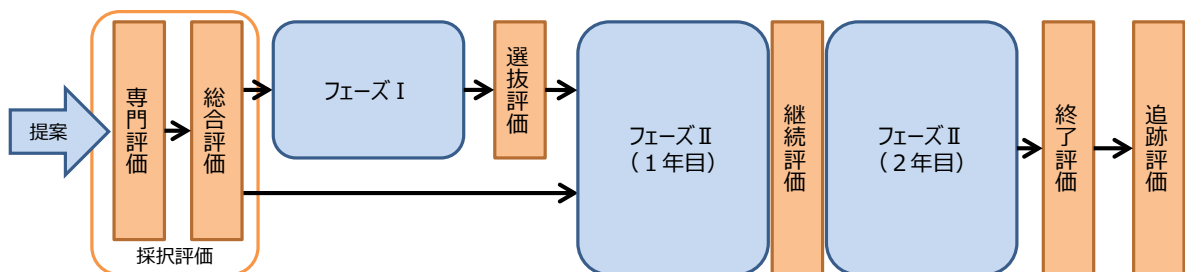 提案
専門評価
総合評価
採択評価
フェーズⅠ
選抜評価
フェーズⅡ
（１年目）
継続評価
フェーズⅡ
（２年目）
終了評価
追跡評価